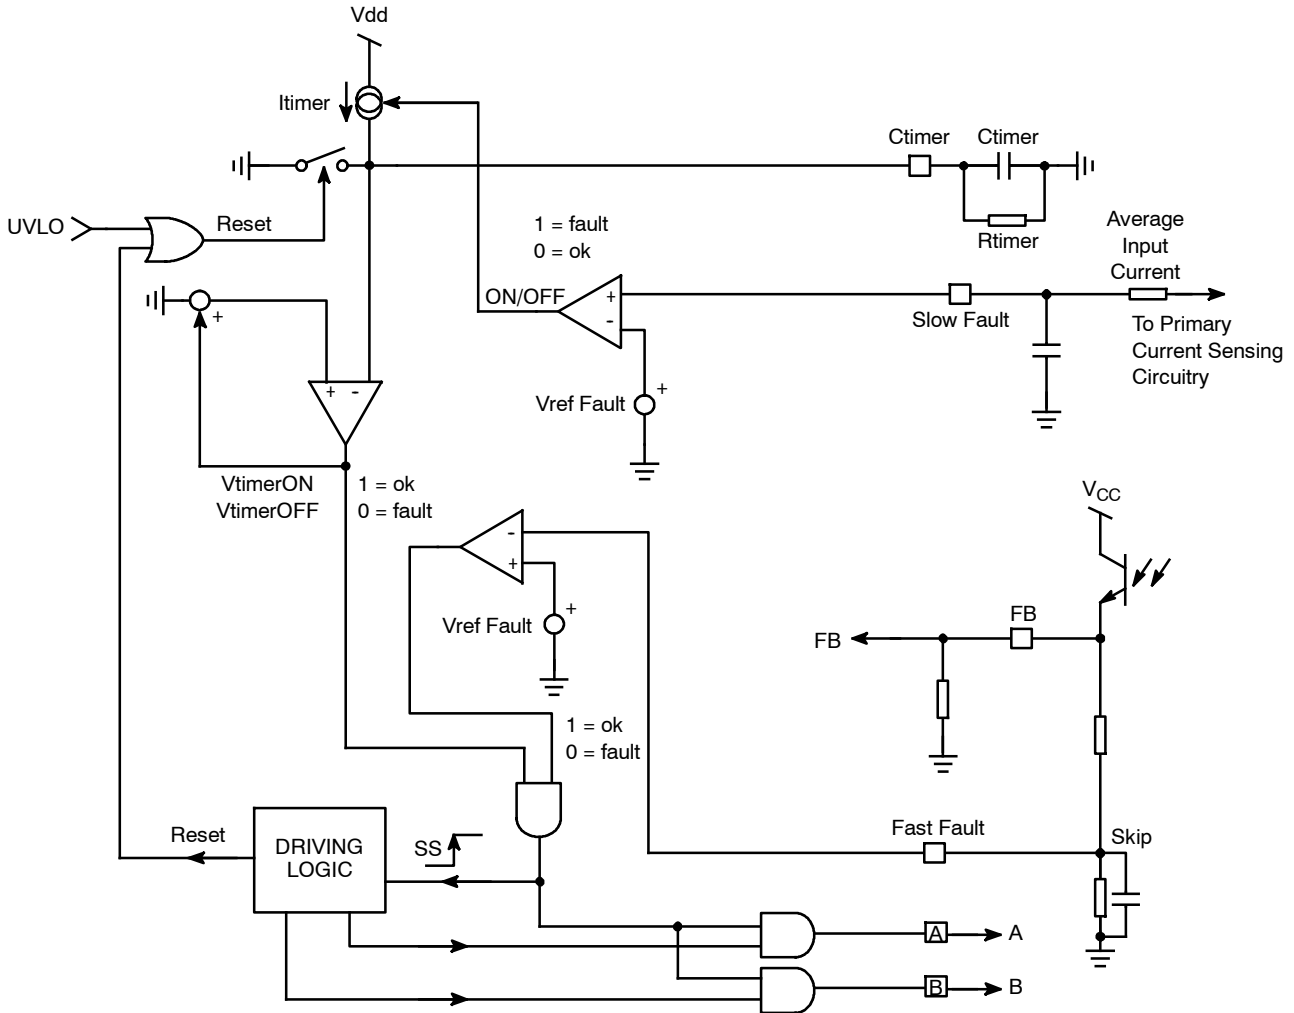 Vdd
Itimer
Ctimer
Ctimer
UVLO
Reset
Rtimer
1 = fault
0 = ok
Average
Input
Current
+
ON/OFF
+
-
Slow Fault
To Primary
Current Sensing
Circuitry
+ -
Vref Fault
+
VtimerON
VtimerOFF
1 = ok
0 = fault
VCC
-
+
Vref Fault
+
FB
FB
1 = ok
0 = fault
Reset
DRIVING
LOGIC
SS
Fast Fault
Skip
A
A
B
B